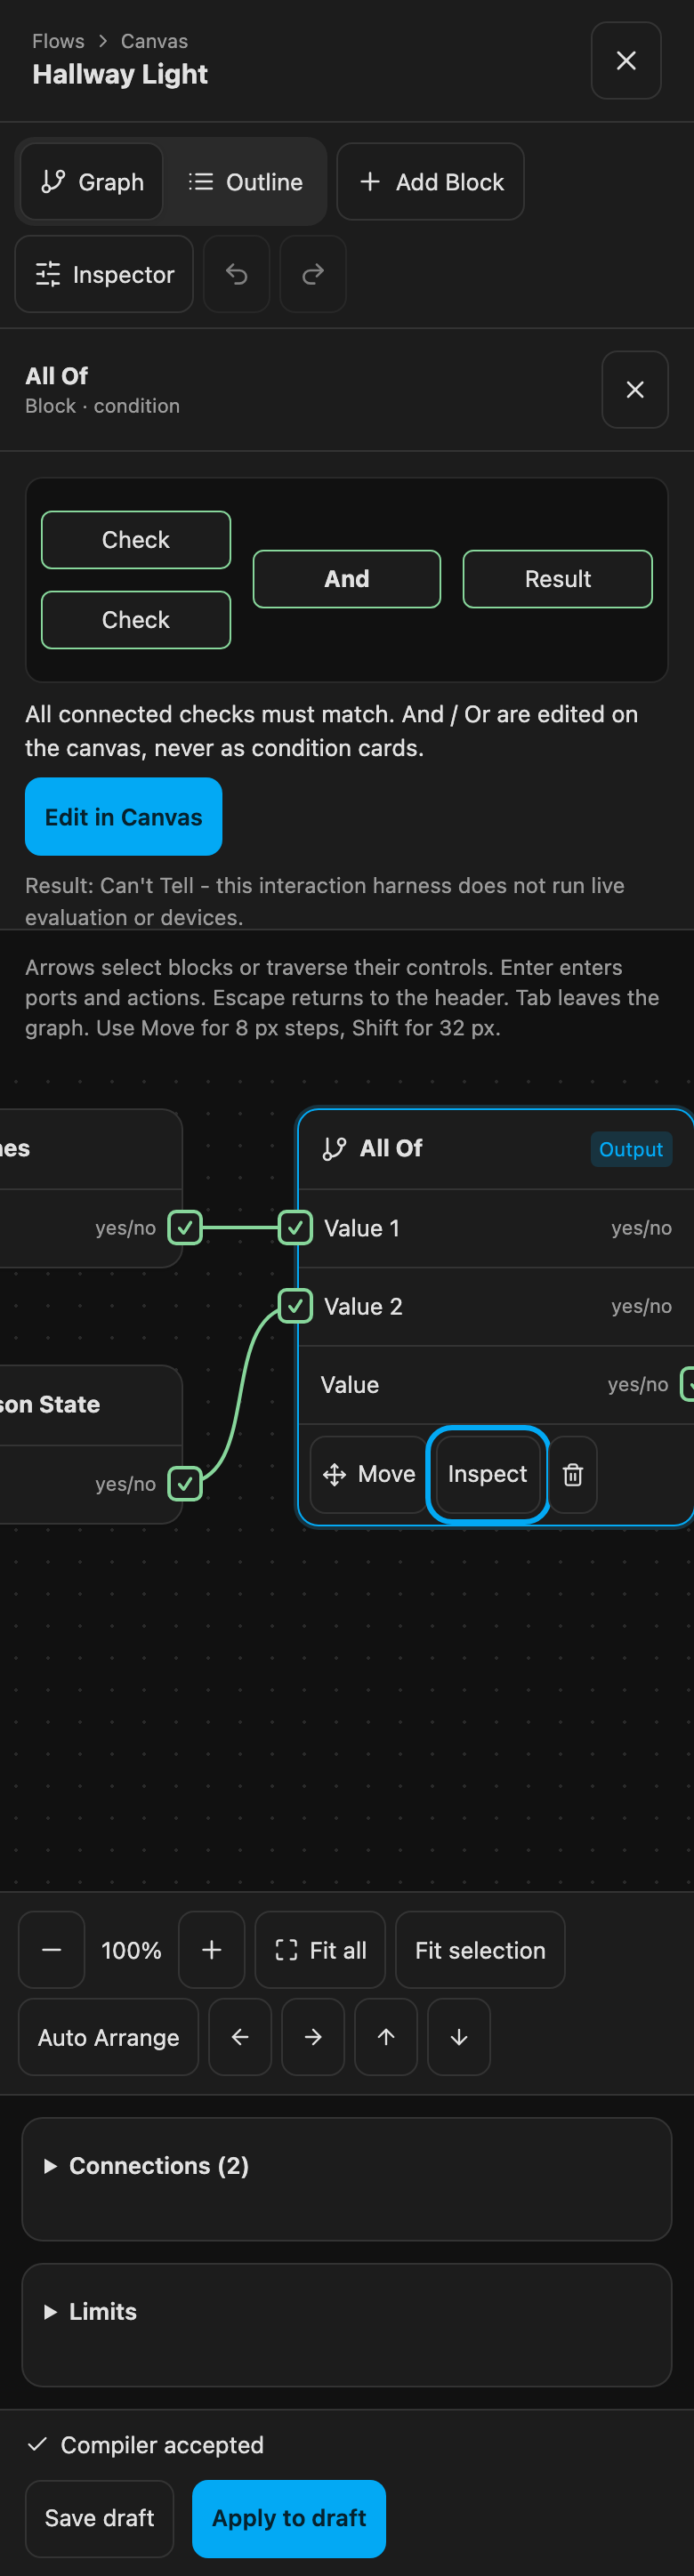 Flows > Canvas
Hallway Light
Graph
Outline
Add Block
Inspector
All Of
Block · condition
Check
Check
And
Result
All connected checks must match. And / Or are edited on
the canvas, never as condition cards.
Edit in Canvas
Result: Can't Tell - this interaction harness does not run live
evaluation or devices.
Arrows select blocks or traverse their controls. Enter enters
ports and actions. Escape returns to the header. Tab leaves the
graph. Use Move for 8 px steps, Shift for 32 px.
yes/no
son State
yes/no
All Of
Output
Value 1
yes/no
Value 2
yes/no
Value
yes/no
Move
Inspect
100%
Fit all
Fit selection
Auto Arrange
Connections (2)
Limits
Compiler accepted
Save draft
Apply to draft